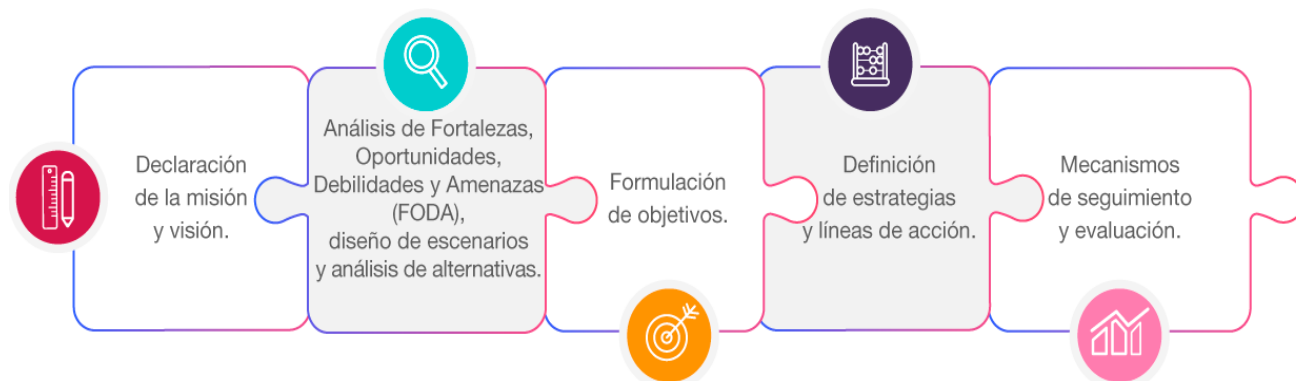 Declaración
de la misión
y visión.
Análisis de Fortalezas,
Oportunidades,
Debilidades y Amenazas
(FODA),
diseño de escenarios
y análisis de alternativas.
Formulación
de objetivos.
Definición
de estrategias
y líneas de acción.
Mecanismos
de seguimiento
y evaluación.